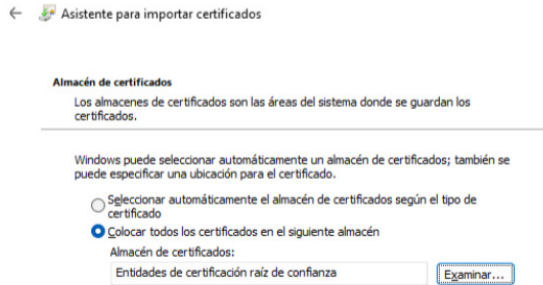 Asistente para importar certificados
Almacén de certificados
Los almacenes de certificados son las áreas del sistema donde se guardan los
certificados.
Windows puede seleccionar automáticamente un almacén de certificados; también se
puede especificar una ubicación para el certificado.
Seleccionar automáticamente el almacén de certificados según el tipo de
certificado
Colocar todos los certificados en el siguiente almacén
Almacén de certificados:
Entidades de certificación raíz de confianza
Examinar...